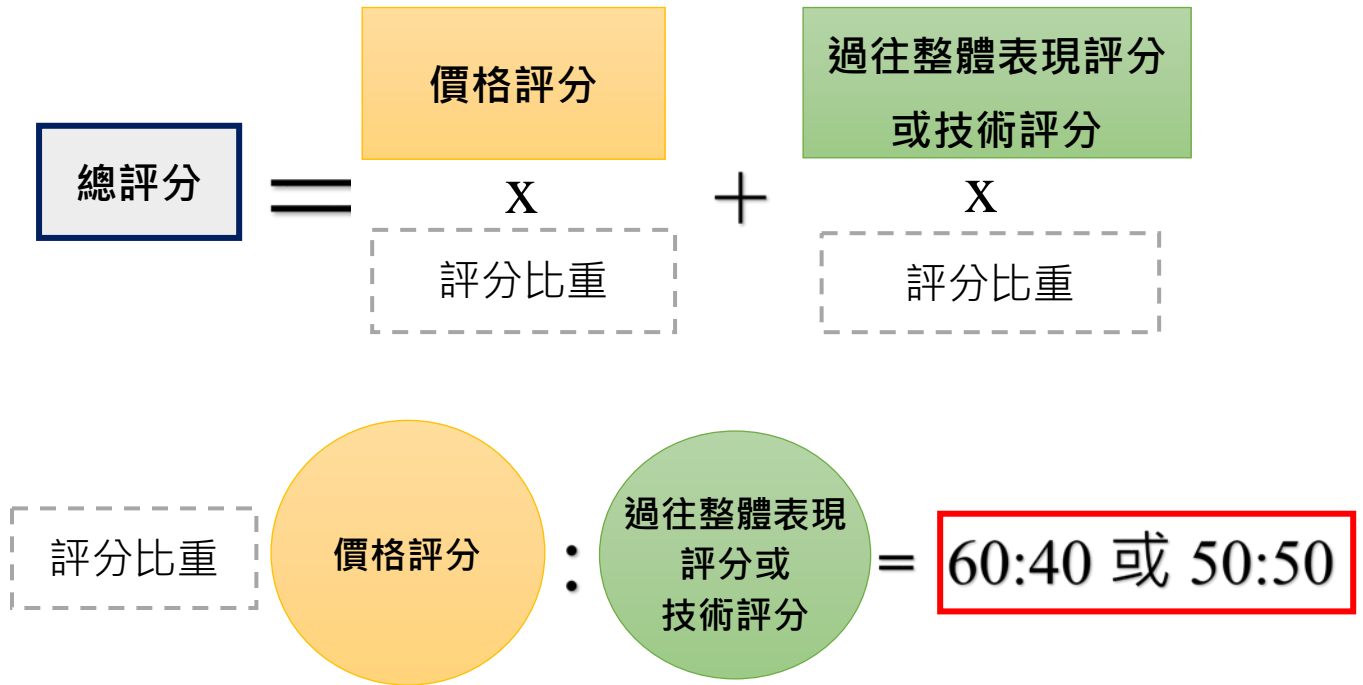 價格評分
過往整體表現評分
或技術評分
總評分
=
x
+
x
評分比重
評分比重
評分比重
價格評分
:
過往整體表現
評分或
技術評分
=
60:40 或 50:50